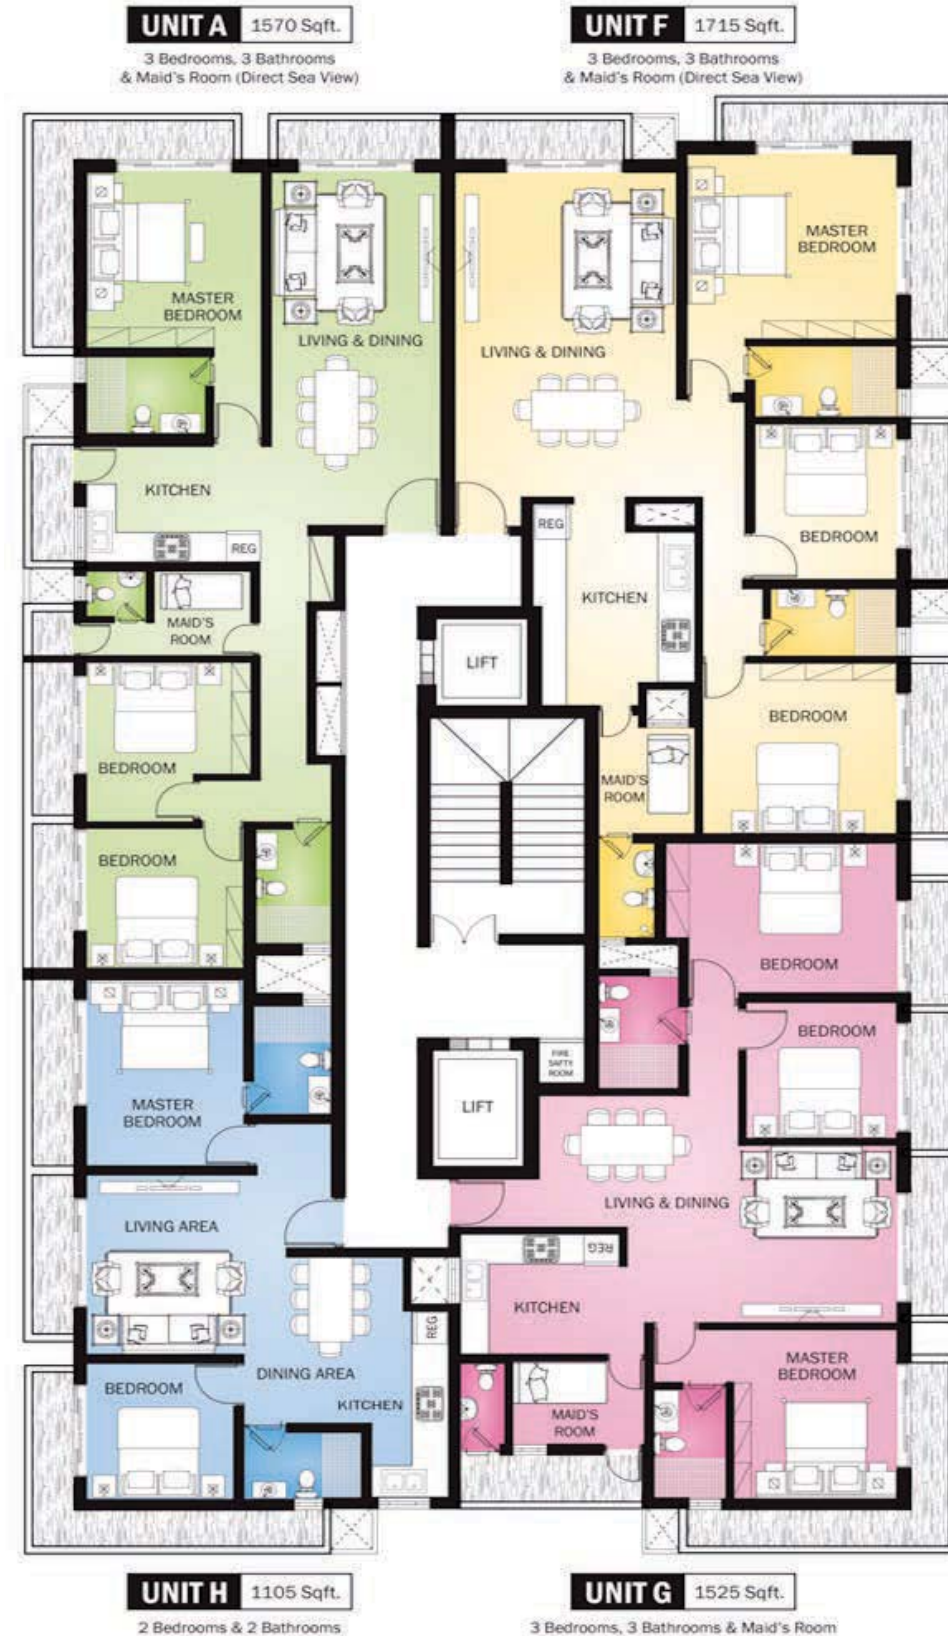 UNIT A 1570 Sqft.
3 Bedrooms, 3 Bathrooms
& Maid's Room (Direct Sea View)
UNIT F 1715 Sqft.
3 Bedrooms, 3 Bathrooms
& Maid's Room (Direct Sea View)
MASTER
BEDROOM
LIVING & DINING
KITCHEN
REG
MAID'S
ROOM
BEDROOM
BEDROOM
MASTER
BEDROOM
LIVING & DINING
BEDROOM
REG
KITCHEN
BEDROOM
MAID'S
ROOM
LIFT
LIFT
FIRE
SAFTY
ROOM
MASTER
BEDROOM
LIVING AREA
DINING AREA
REG
KITCHEN
BEDROOM
BEDROOM
BEDROOM
LIVING & DINING
REG
KITCHEN
MAID'S
ROOM
MASTER
BEDROOM
UNIT H 1105 Sqft.
2 Bedrooms & 2 Bathrooms
UNIT G 1525 Sqft.
3 Bedrooms, 3 Bathrooms & Maid's Room